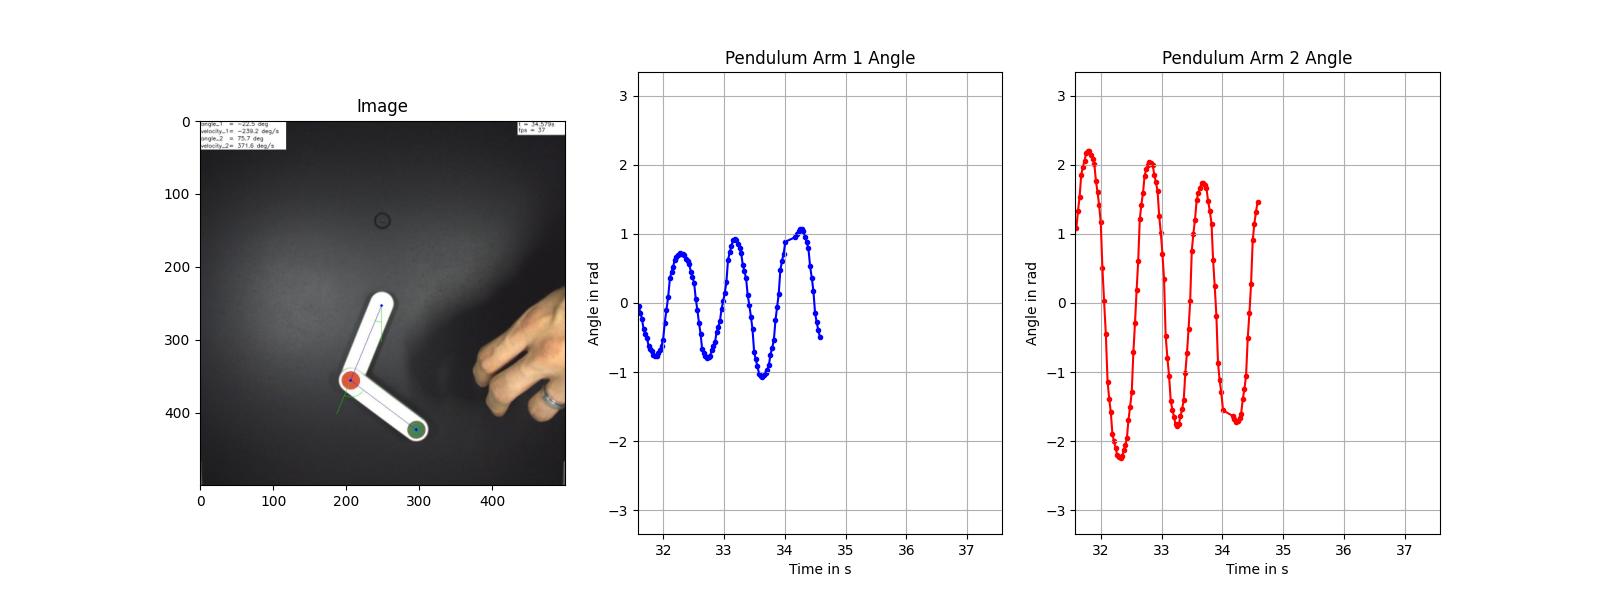 Image
angle_1 = -22.5 deg
velocity_1= -239.2 deg/s
angle_2 = 75.7 deg
velocity_2= 371.6 deg/s
t = 34.579s
fps = 37
0
100
200
300
400
0 100 200 300 400
Pendulum Arm 1 Angle
Angle in rad
3
2
1
0
−1
−2
−3
32 33 34 35 36 37
Time in s
Pendulum Arm 2 Angle
Angle in rad
3
2
1
0
−1
−2
−3
32 33 34 35 36 37
Time in s